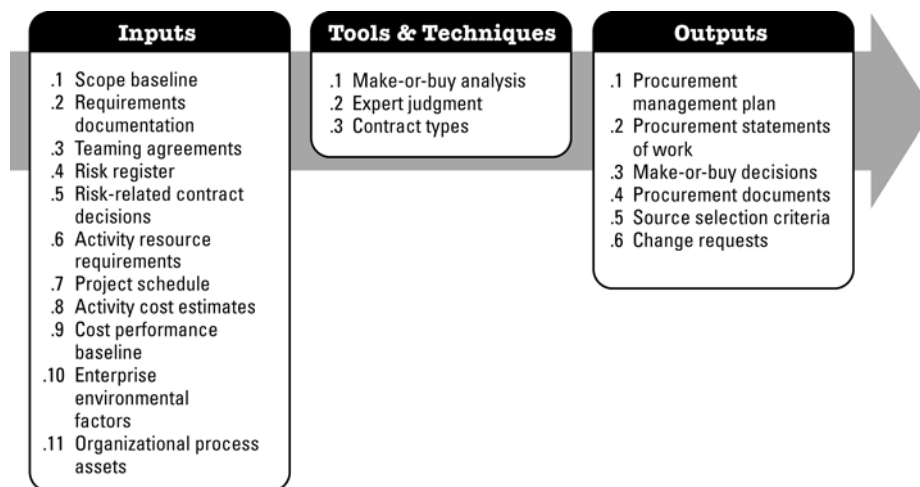 Inputs
.1 Scope baseline
.2 Requirements
documentation
.3 Teaming agreements
.4 Risk register
.5 Risk-related contract
decisions
.6 Activity resource
requirements
.7 Project schedule
.8 Activity cost estimates
.9 Cost performance
baseline
.10 Enterprise
environmental
factors
.11 Organizational process
assets
Tools & Techniques
.1 Make-or-buy analysis
.2 Expert judgment
.3 Contract types
Outputs
.1 Procurement
management plan
.2 Procurement statements
of work
.3 Make-or-buy decisions
.4 Procurement documents
.5 Source selection criteria
.6 Change requests